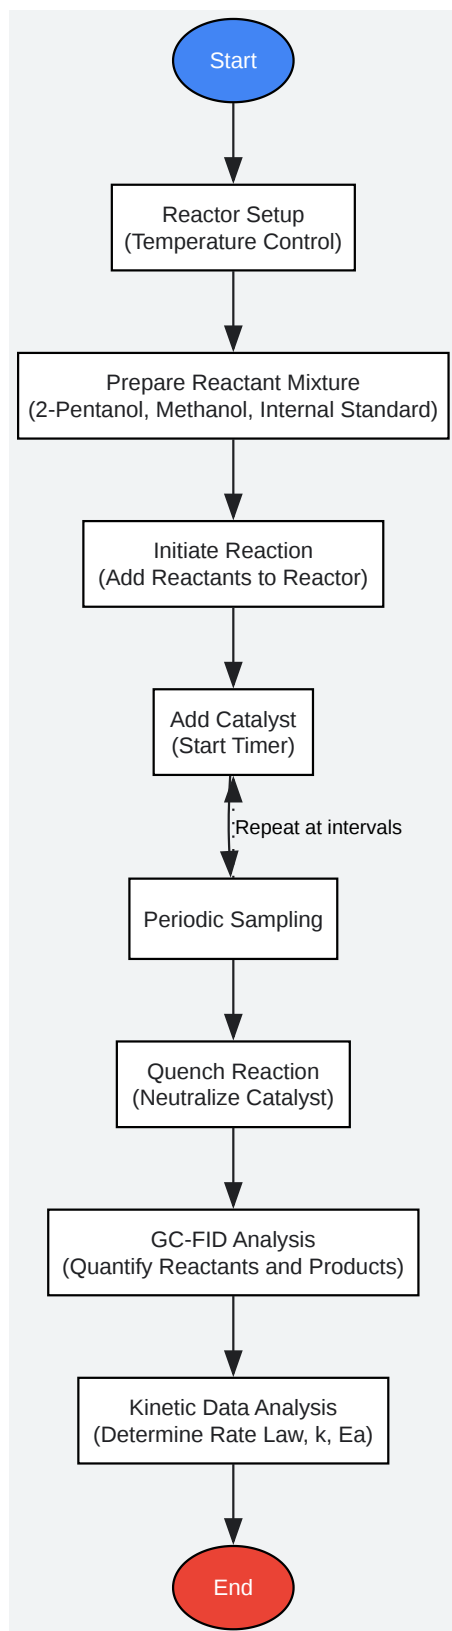 Start
Reactor Setup
(Temperature Control)
Prepare Reactant Mixture
(2-Pentanol, Methanol, Internal Standard)
Initiate Reaction
(Add Reactants to Reactor)
Add Catalyst
(Start Timer)
Repeat at intervals
Periodic Sampling
Quench Reaction
(Neutralize Catalyst)
GC-FID Analysis
(Quantify Reactants and Products)
Kinetic Data Analysis
(Determine Rate Law, k, Ea)
End